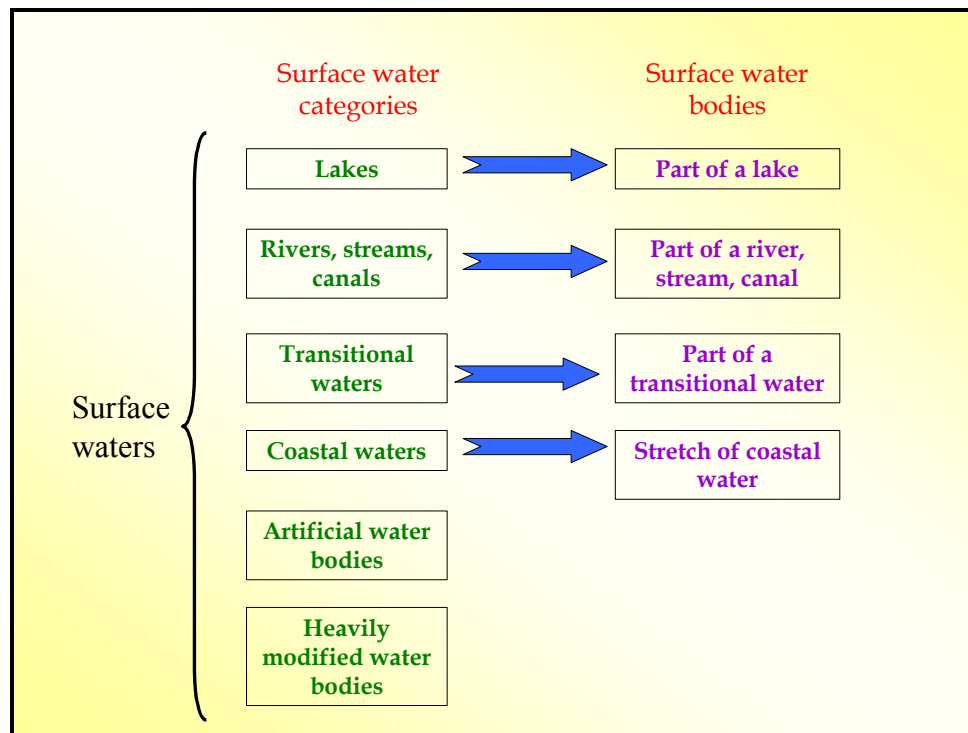 Surface water
categories
Surface water
bodies
Lakes
Part of a lake
Rivers, streams,
canals
Part of a river,
stream, canal
Transitional
waters
Part of a
transitional water
Surface
waters
Coastal waters
Stretch of coastal
water
Artificial water
bodies
Heavily
modified water
bodies